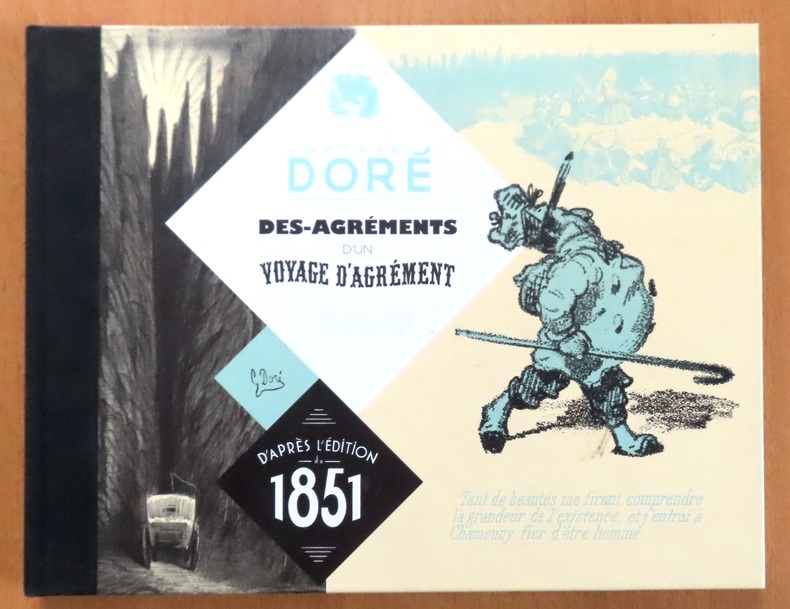 DORÉ
DES-AGRÉMENTS
D'UN
VOYAGE D'AGRÉMENT
G Doré
D'APRÈS L'ÉDITION
de
1851
Tant de beautés me firent comprendre
la grandeur de l'existence, et j'entrai à
Chamouny fier d'être homme.